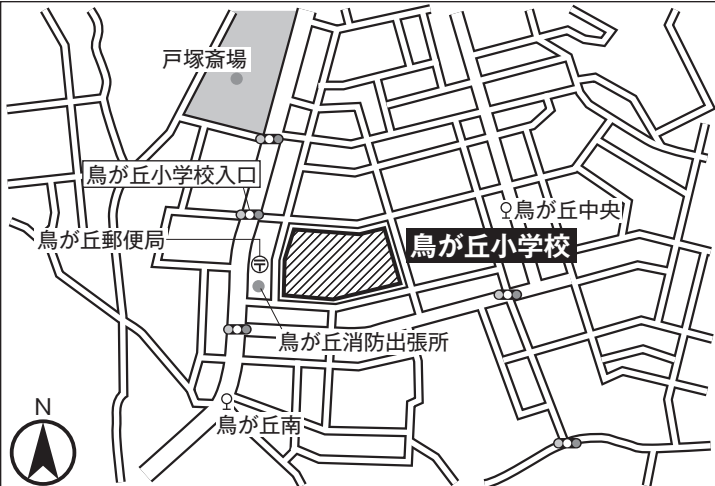 戸塚斎場
鳥が丘小学校入口
鳥が丘中央
鳥が丘郵便局
鳥が丘小学校
〒
鳥が丘消防出張所
鳥が丘南
N